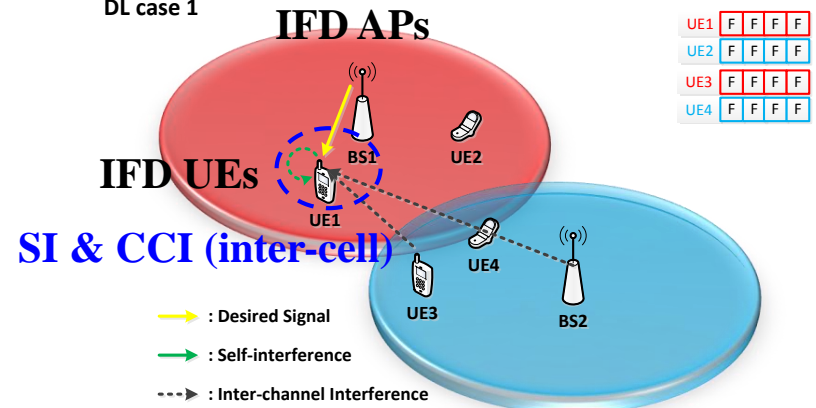 DL case 1
IFD APs
UE1 F F F F
UE2 F F F F
UE3 F F F F
UE4 F F F F
BS1
UE2
IFD UEs
UE1
SI & CCI (inter-cell)
UE4
UE3
BS2
: Desired Signal
: Self-interference
: Inter-channel Interference